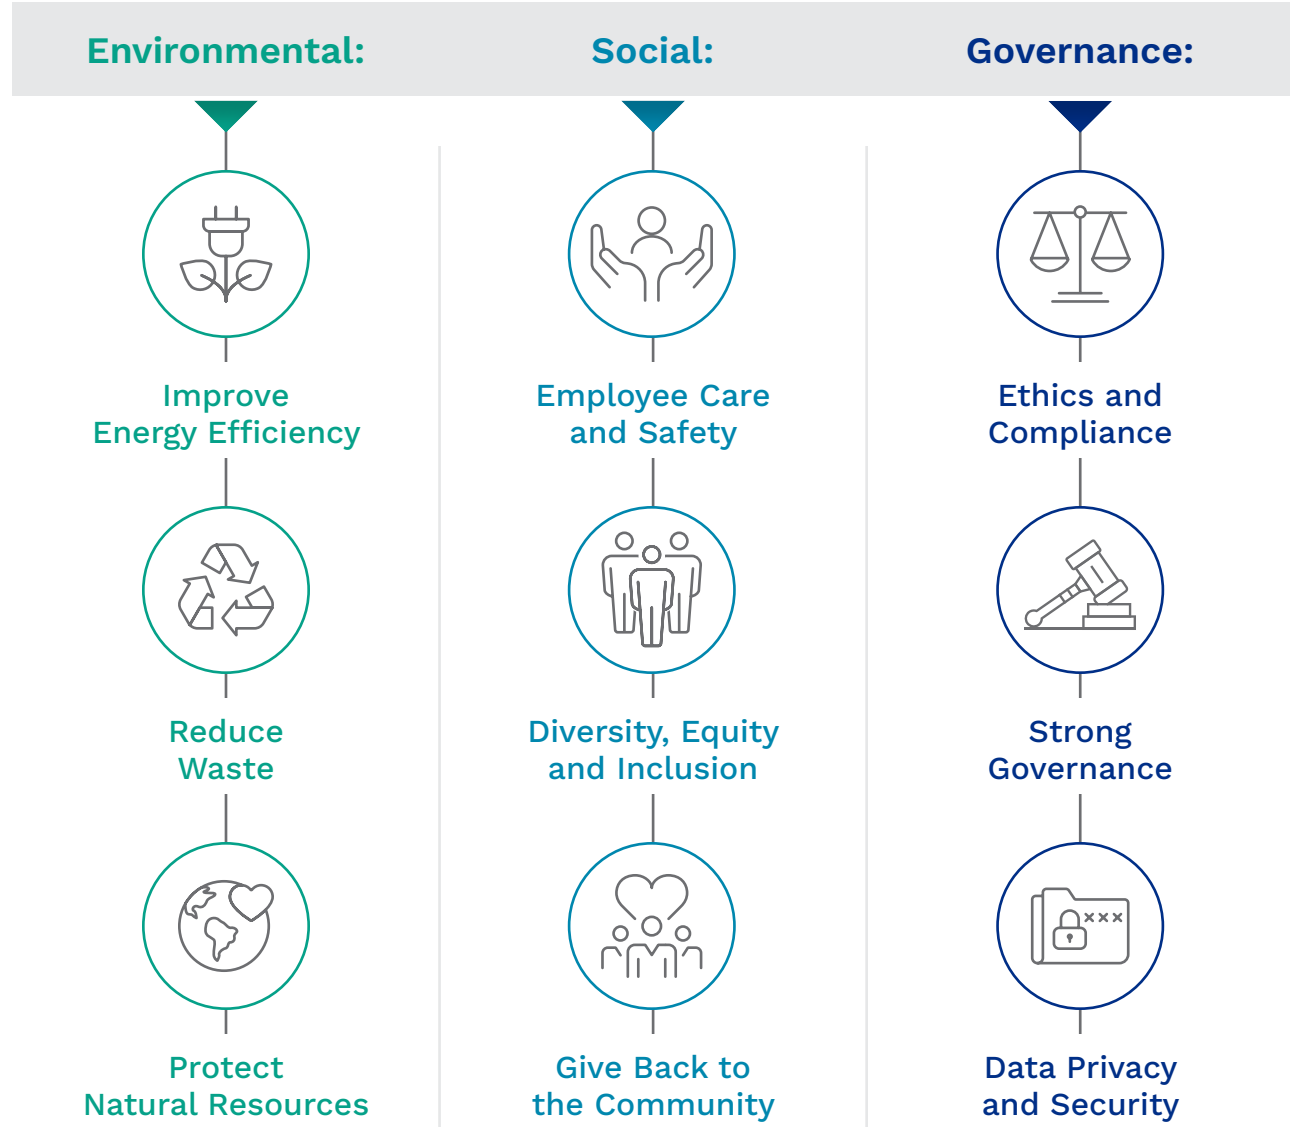 Environmental:
Social:
Governance:
Improve
Energy Efficiency
Employee Care
and Safety
Ethics and
Compliance
Reduce
Waste
Diversity, Equity
and Inclusion
Strong
Governance
Protect
Natural Resources
Give Back to
the Community
Data Privacy
and Security